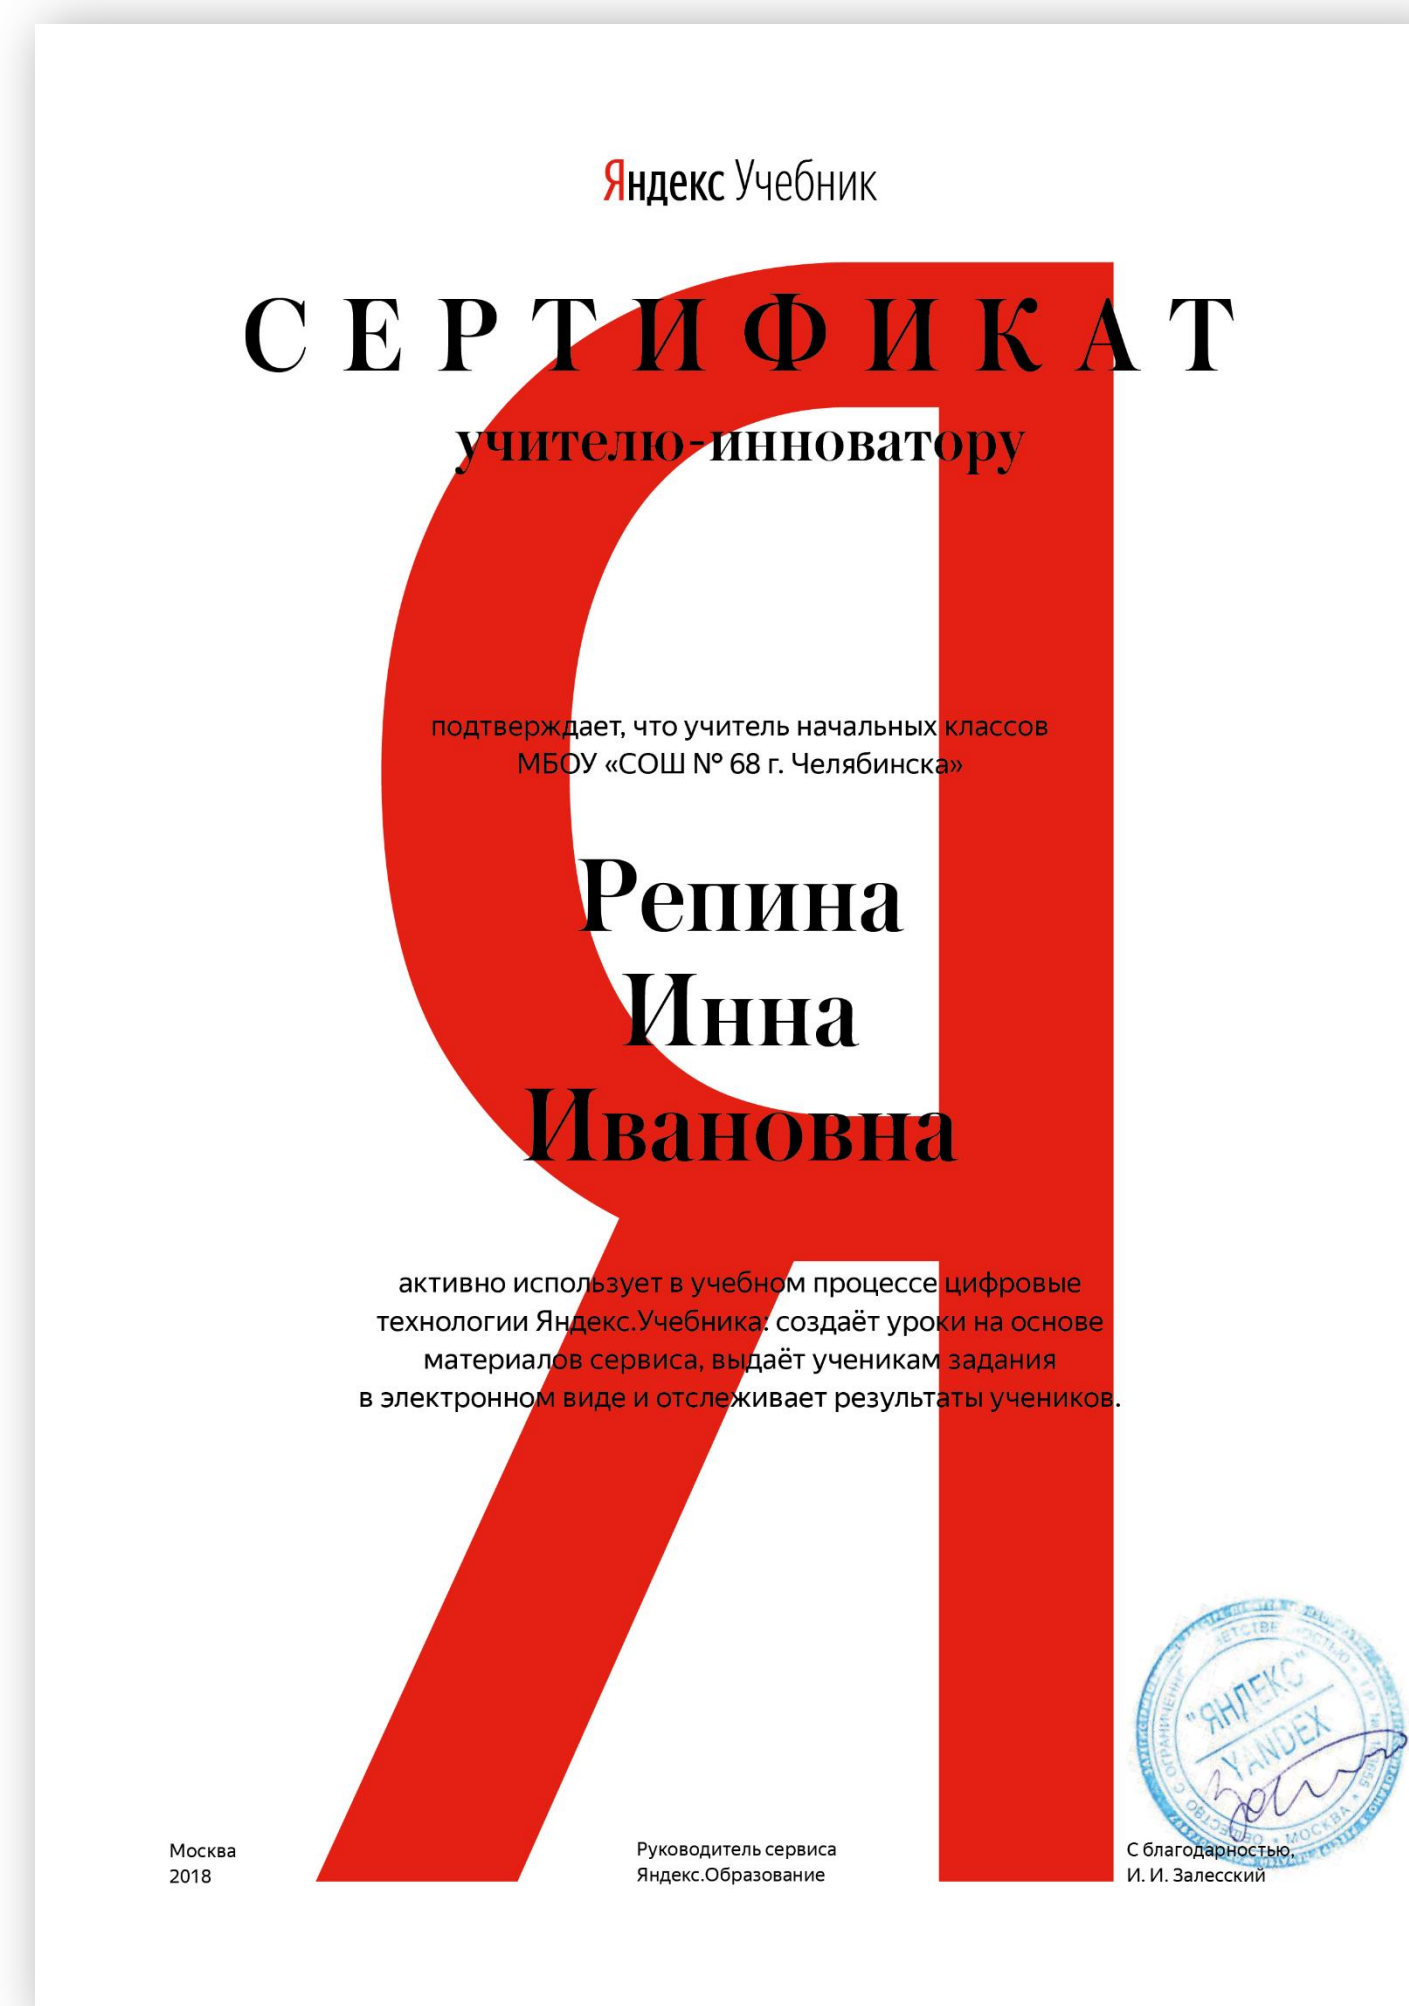 Яндекс Учебник
СЕРТИФИКАТ
учителю-инноватору
подтверждает, что учитель начальных классов
МБОУ «СОШ № 68 г. Челябинска»
Репина
Инна
Ивановна
активно использует в учебном процессе цифровые
технологии Яндекс.Учебника: создаёт уроки на основе
материалов сервиса, выдаёт ученикам задания
в электронном виде и отслеживает результаты учеников.
"ЯНДЕКС"
YANDEX
МОСКВА
Москва
2018
Руководитель сервиса
Яндекс.Образование
С благодарностью,
И. И. Залесский